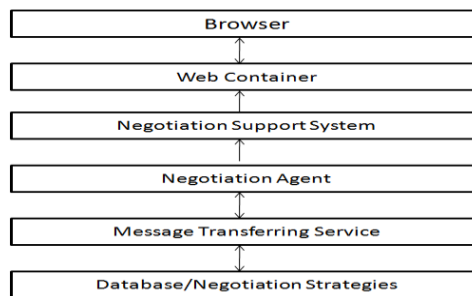 Browser
Web Container
Negotiation Support System
Negotiation Agent
Message Transferring Service
Database/Negotiation Strategies